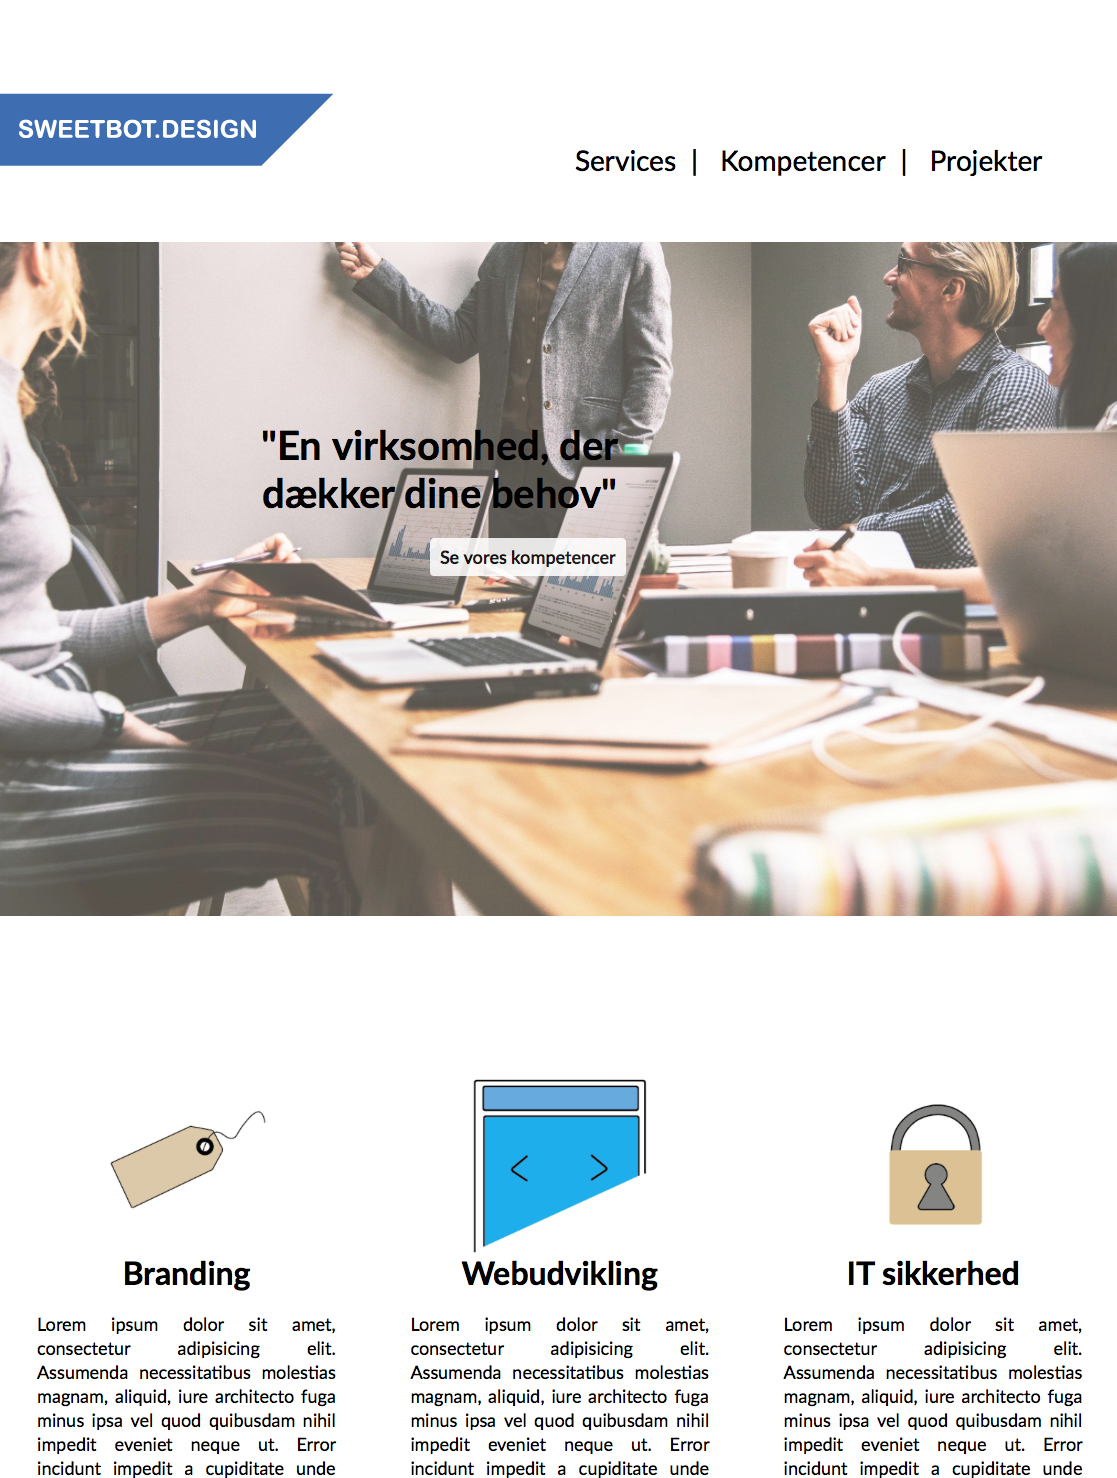 SWEETBOT.DESIGN
Services | Kompetencer | Projekter
"En virksomhed, der
dækker dine behov"
Se vores kompetencer
Branding
Lorem ipsum dolor sit amet,
consectetur adipisicing elit.
Assumenda necessitatibus molestias
magnam, aliquid, iure architecto fuga
minus ipsa vel quod quibusdam nihil
impedit eveniet neque ut. Error
incidunt impedit a cupiditate unde
Webudvikling
Lorem ipsum dolor sit amet,
consectetur adipisicing elit.
Assumenda necessitatibus molestias
magnam, aliquid, iure architecto fuga
minus ipsa vel quod quibusdam nihil
impedit eveniet neque ut. Error
incidunt impedit a cupiditate unde
IT sikkerhed
Lorem ipsum dolor sit amet,
consectetur adipisicing elit.
Assumenda necessitatibus molestias
magnam, aliquid, iure architecto fuga
minus ipsa vel quod quibusdam nihil
impedit eveniet neque ut. Error
incidunt impedit a cupiditate unde